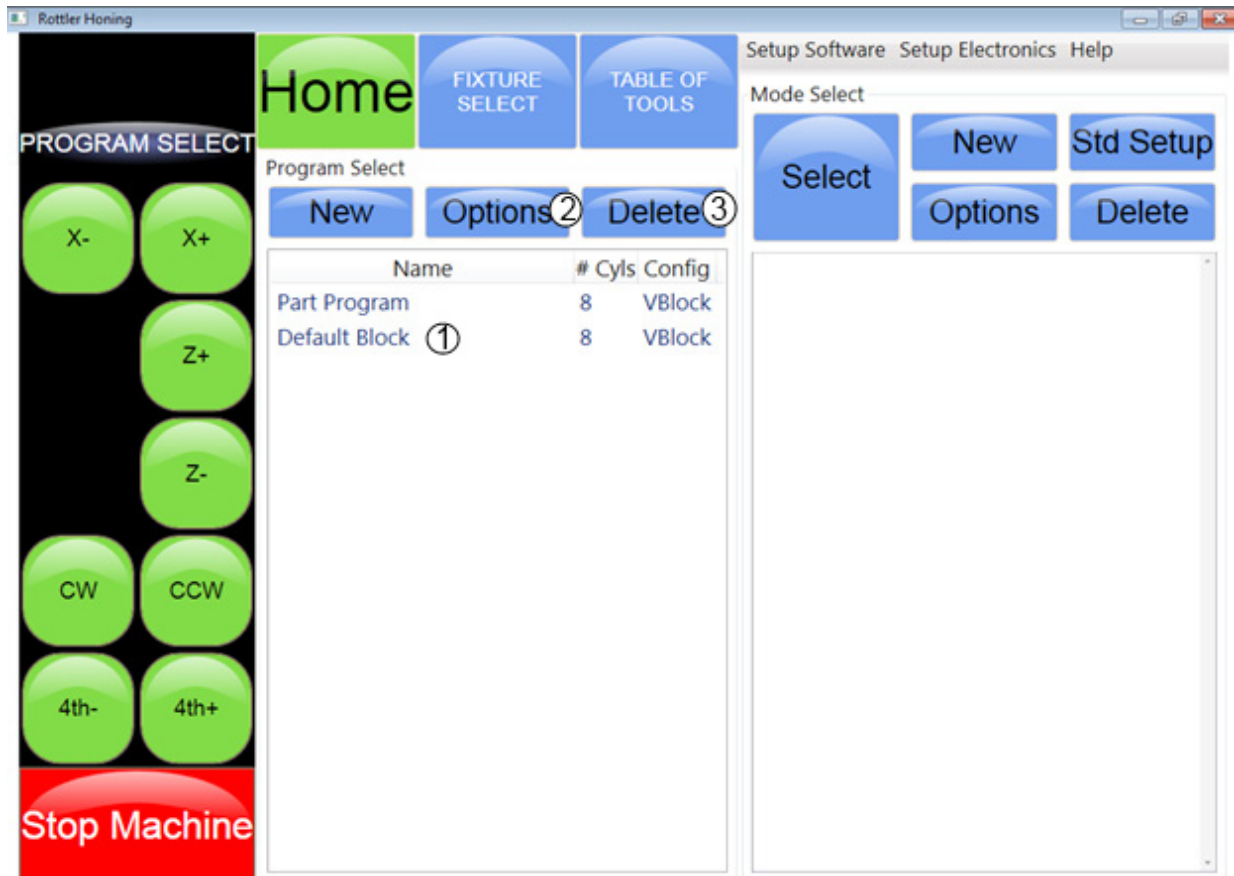 Rottler Honing
PROGRAM SELECT
X-
X+
Z+
Z-
CW
CCW
4th-
4th+
Stop Machine
Home
FIXTURE
SELECT
TABLE OF
TOOLS
Program Select
New
Options ②
Delete ③
Name # Cyls Config
Part Program 8 VBlock
Default Block ① 8 VBlock
Setup Software Setup Electronics Help
Mode Select
Select
New
Std Setup
Options
Delete